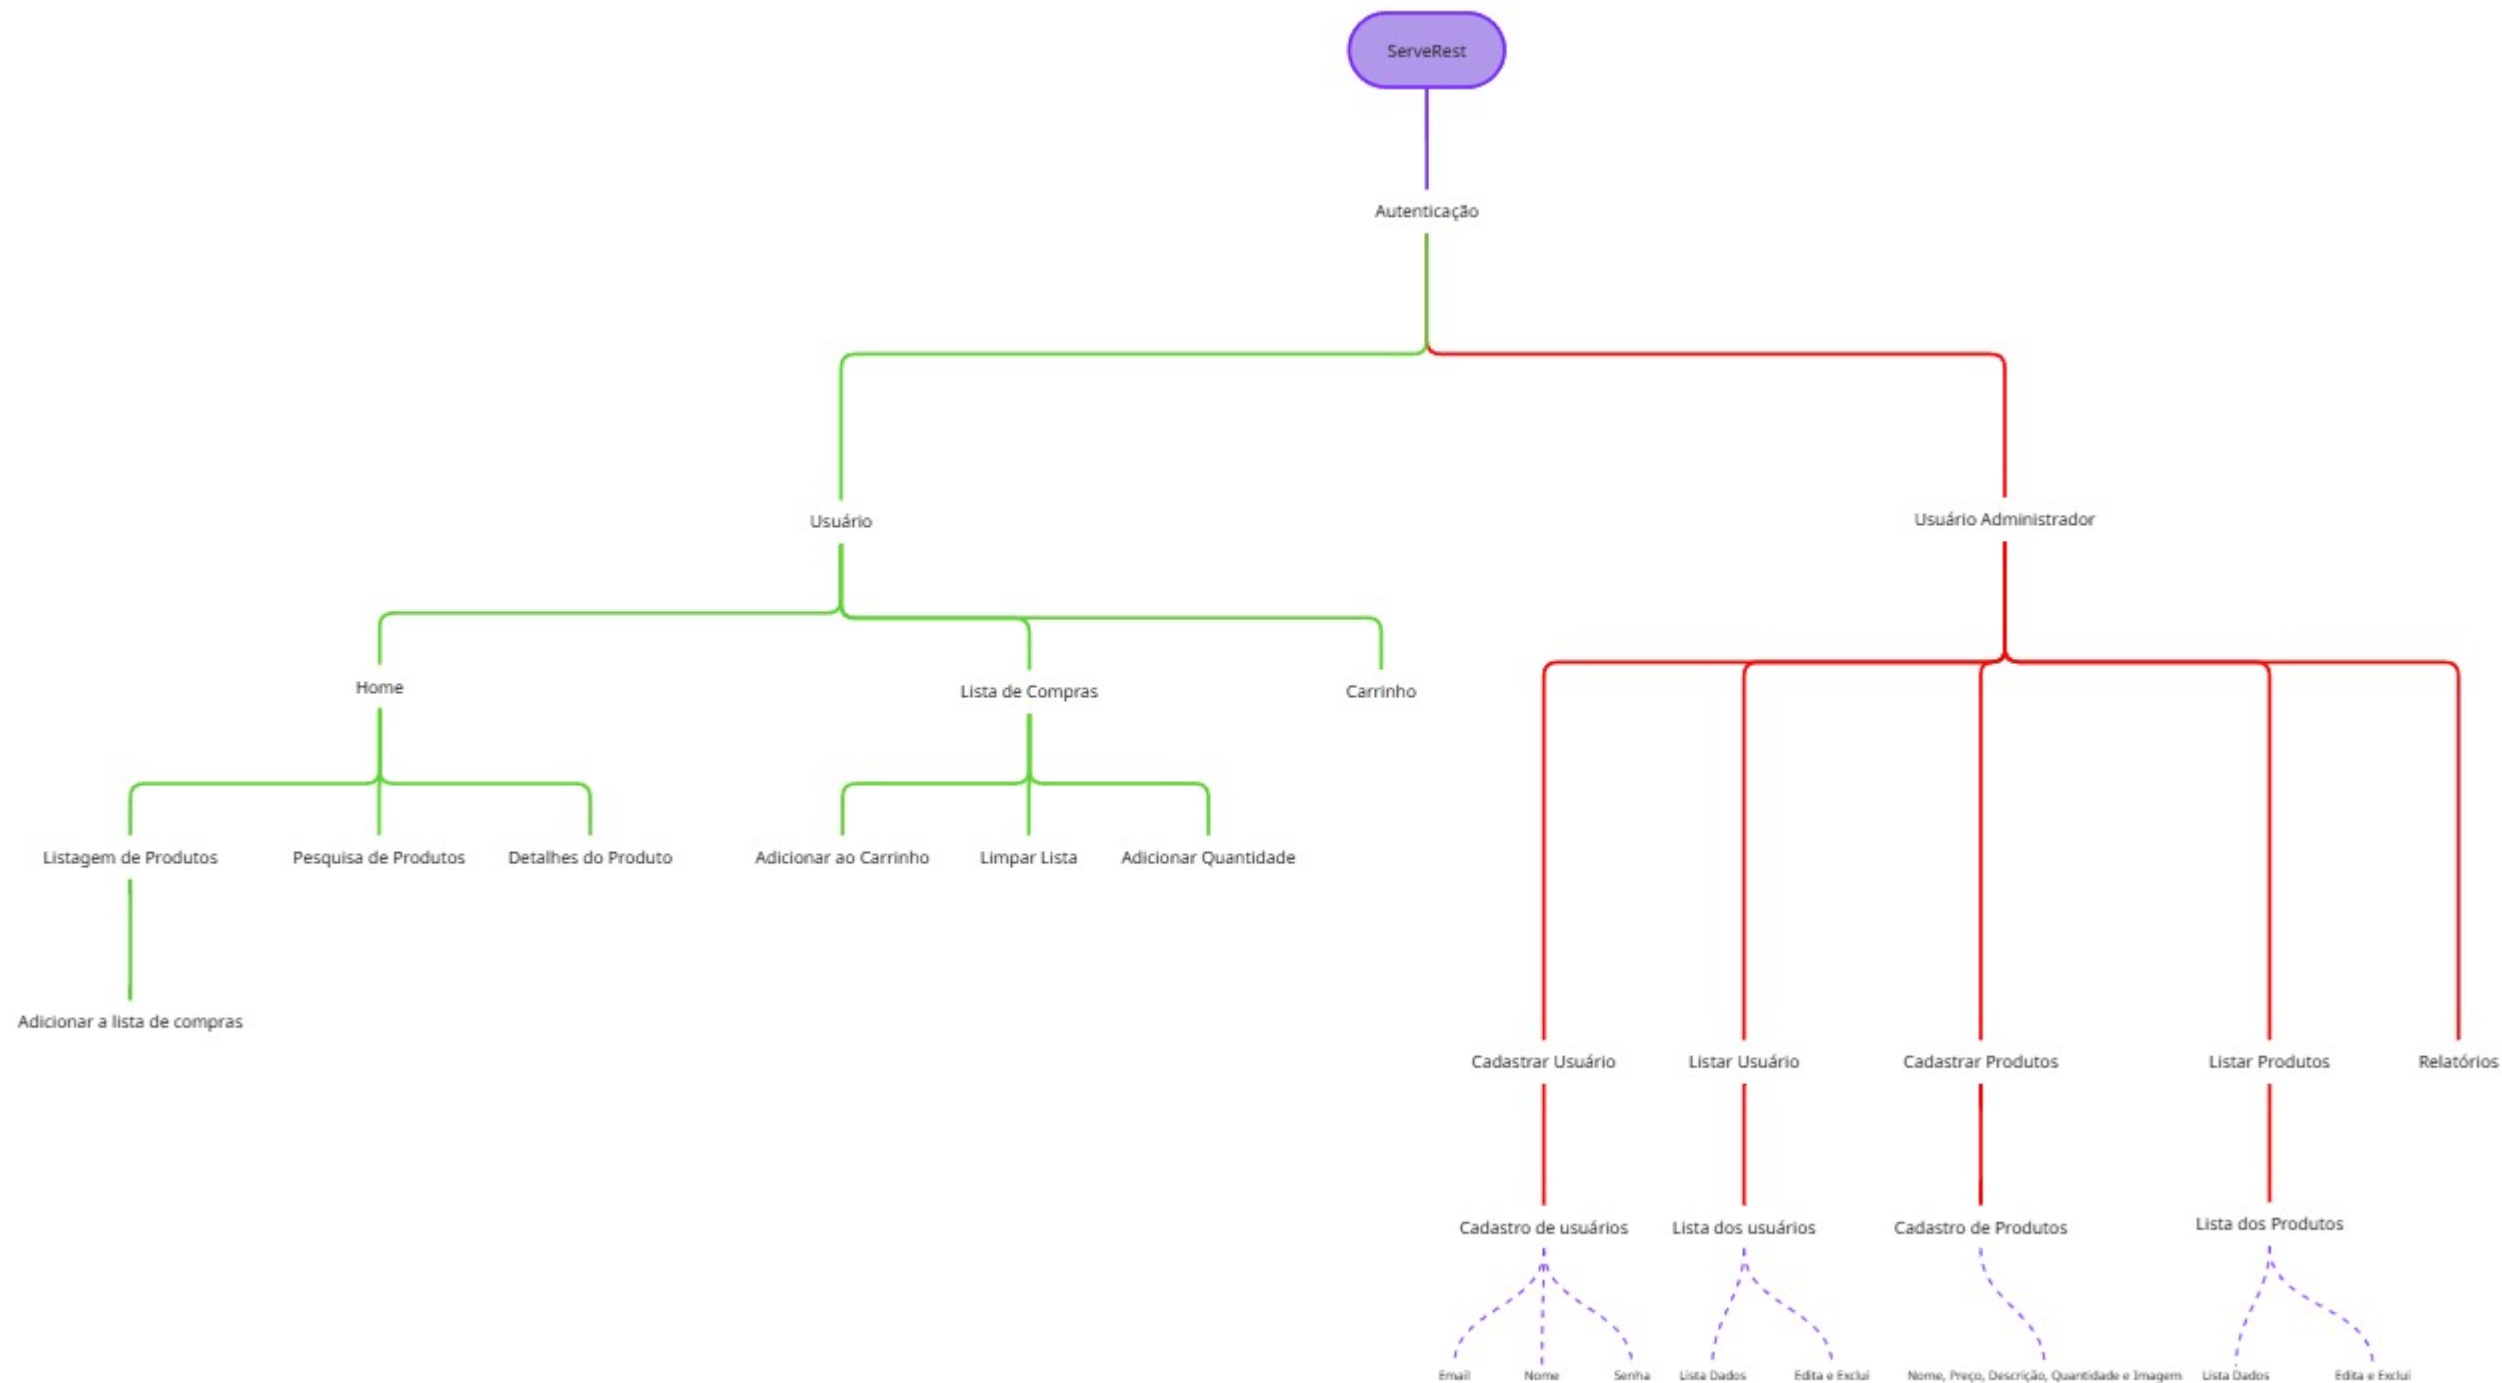 ServeRest
Autenticação
Usuário
Usuário Administrador
Home
Lista de Compras
Carrinho
Listagem de Produtos
Pesquisa de Produtos
Detalhes do Produto
Adicionar ao Carrinho
Limpar Lista
Adicionar Quantidade
Adicionar a lista de compras
Cadastrar Usuário
Listar Usuário
Cadastrar Produtos
Listar Produtos
Relatórios
Cadastro de usuários
Lista dos usuários
Cadastro de Produtos
Lista dos Produtos
Email
Nome
Senha
Lista Dados
Edita e Exclui
Nome, Preço, Descrição, Quantidade e Imagem
Lista Dados
Edita e Exclui